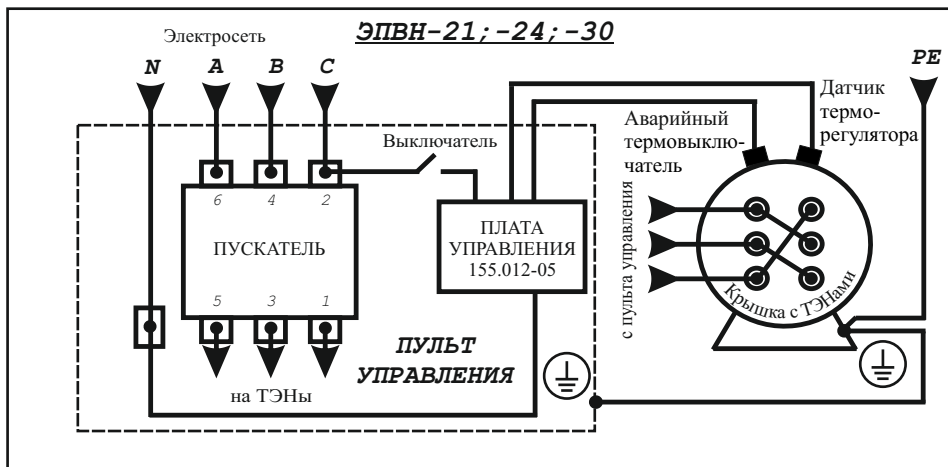 ЭПВН-21;-24;-30
Электросеть
N
A
B
C
PE
Датчик
термо-
регулятора
Аварийный
термовыклю-
чатель
Выключатель
6
4
2
ПУСКАТЕЛЬ
5
3
1
ПЛАТА
УПРАВЛЕНИЯ
155.012-05
с пульта управления
Крышка с ТЭНами
ПУЛЬТ
УПРАВЛЕНИЯ
на ТЭНы